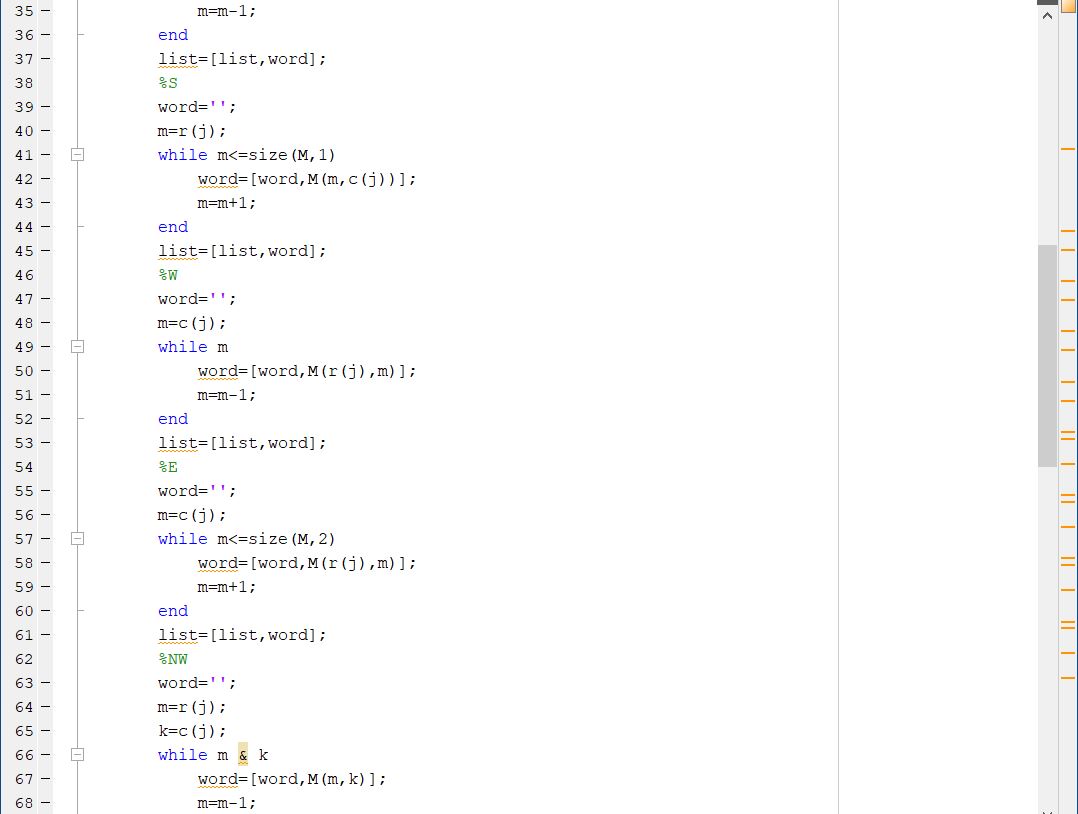 35 – m=m-1;
36 – end
37 – list=[list,word];
38 %S
39 – word='';
40 – m=r(j);
41 – while m<=size(M,1)
42 – word=[word,M(m,c(j))];
43 – m=m+1;
44 – end
45 – list=[list,word];
46 %W
47 – word='';
48 – m=c(j);
49 – while m
50 – word=[word,M(r(j),m)];
51 – m=m-1;
52 – end
53 – list=[list,word];
54 %E
55 – word='';
56 – m=c(j);
57 – while m<=size(M,2)
58 – word=[word,M(r(j),m)];
59 – m=m+1;
60 – end
61 – list=[list,word];
62 %NW
63 – word='';
64 – m=r(j);
65 – k=c(j);
66 – while m & k
67 – word=[word,M(m,k)];
68 – m=m-1;